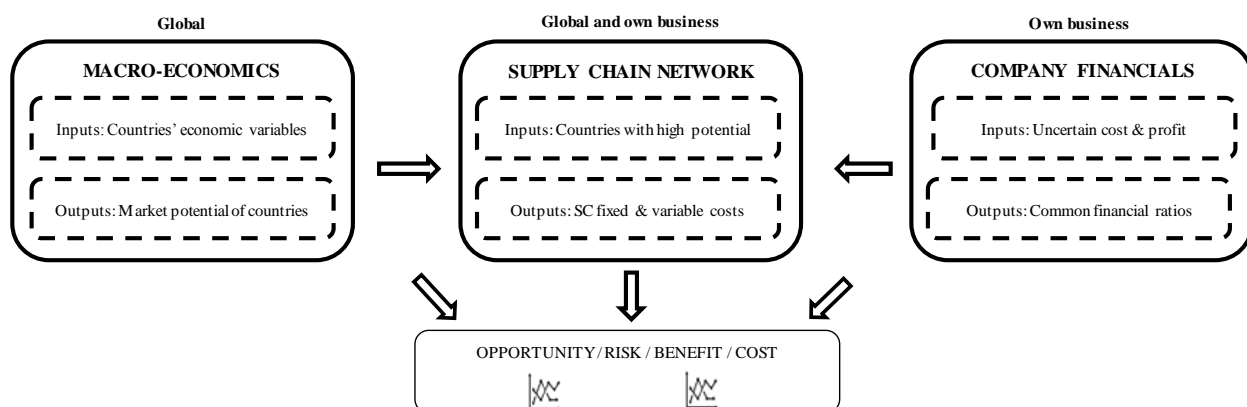 Global
Global and own business
Own business
MACRO-ECONOMICS
Inputs: Countries' economic variables
Outputs: Market potential of countries
SUPPLY CHAIN NETWORK
Inputs: Countries with high potential
Outputs: SC fixed & variable costs
COMPANY FINANCIALS
Inputs: Uncertain cost & profit
Outputs: Common financial ratios
OPPORTUNITY / RISK / BENEFIT / COST